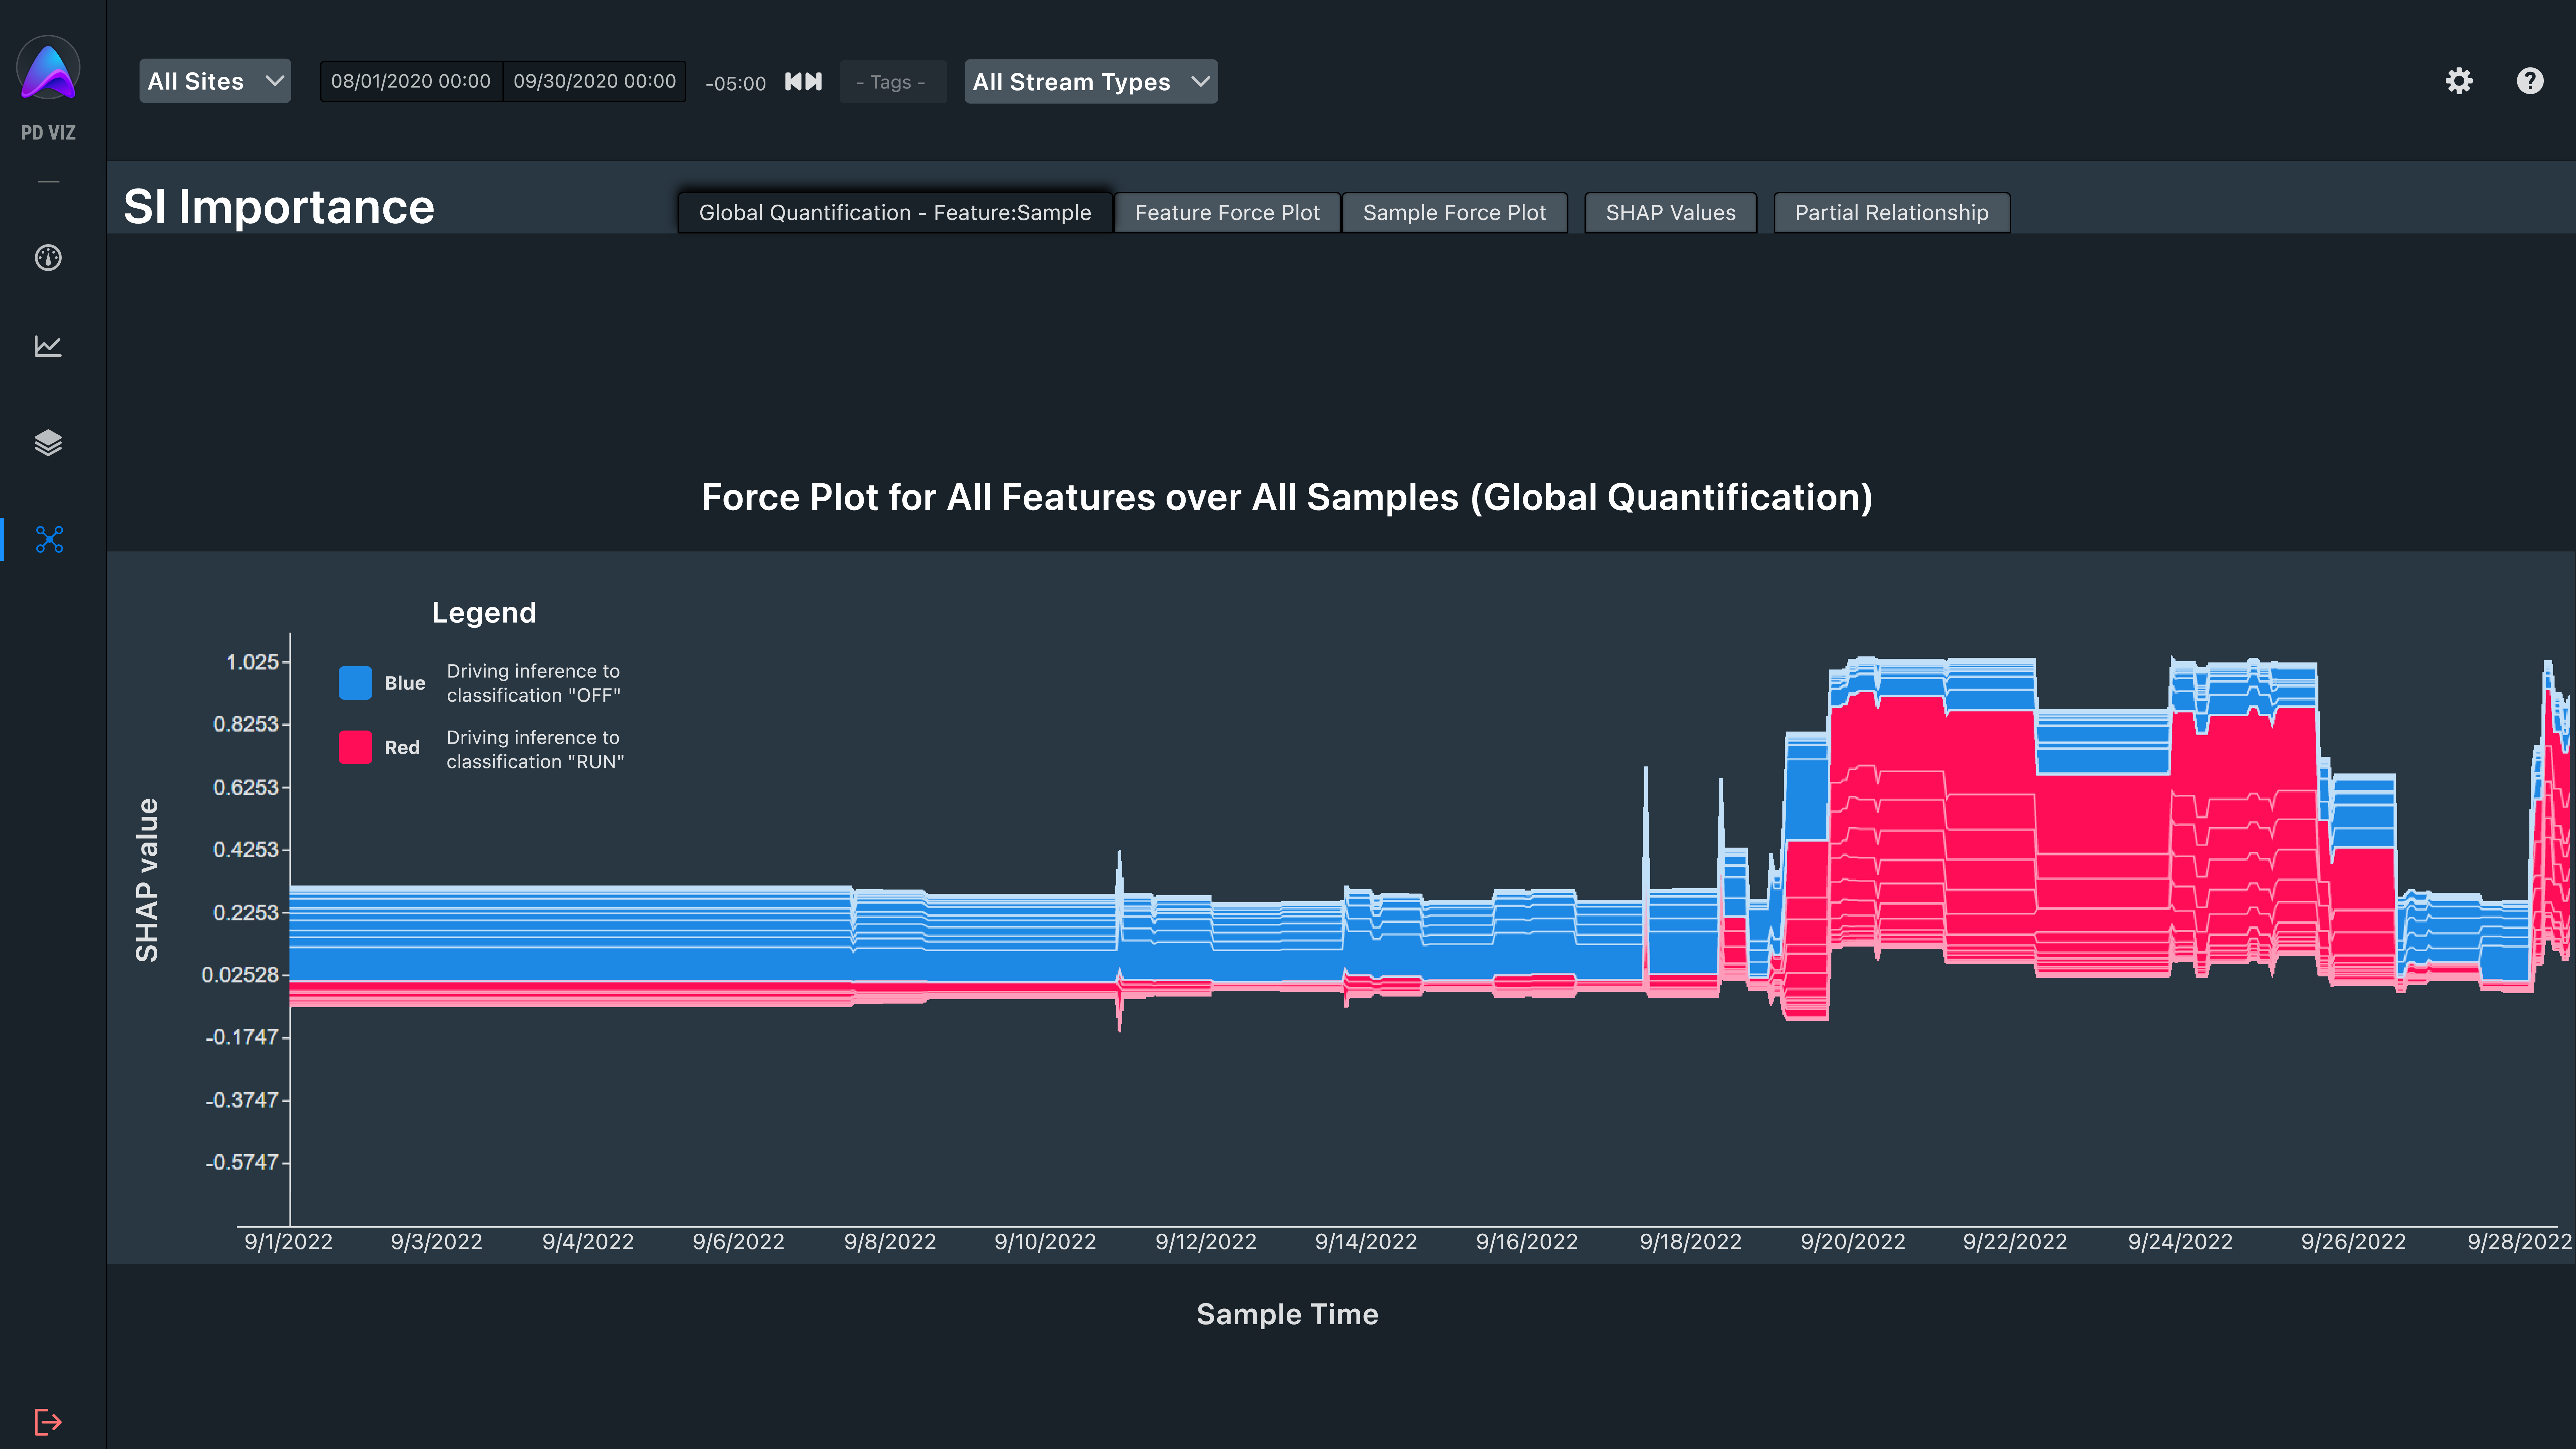 PD VIZ
All Sites
08/01/2020 00:00 09/30/2020 00:00 -05:00 - Tags - All Stream Types
SI Importance
Global Quantification - Feature:Sample Feature Force Plot Sample Force Plot SHAP Values Partial Relationship
Force Plot for All Features over All Samples (Global Quantification)
Legend
Blue Driving inference to
classification "OFF"
Red Driving inference to
classification "RUN"
SHAP value
1.025
0.8253
0.6253
0.4253
0.2253
0.02528
-0.1747
-0.3747
-0.5747
9/1/2022 9/3/2022 9/4/2022 9/6/2022 9/8/2022 9/10/2022 9/12/2022 9/14/2022 9/16/2022 9/18/2022 9/20/2022 9/22/2022 9/24/2022 9/26/2022 9/28/2022
Sample Time